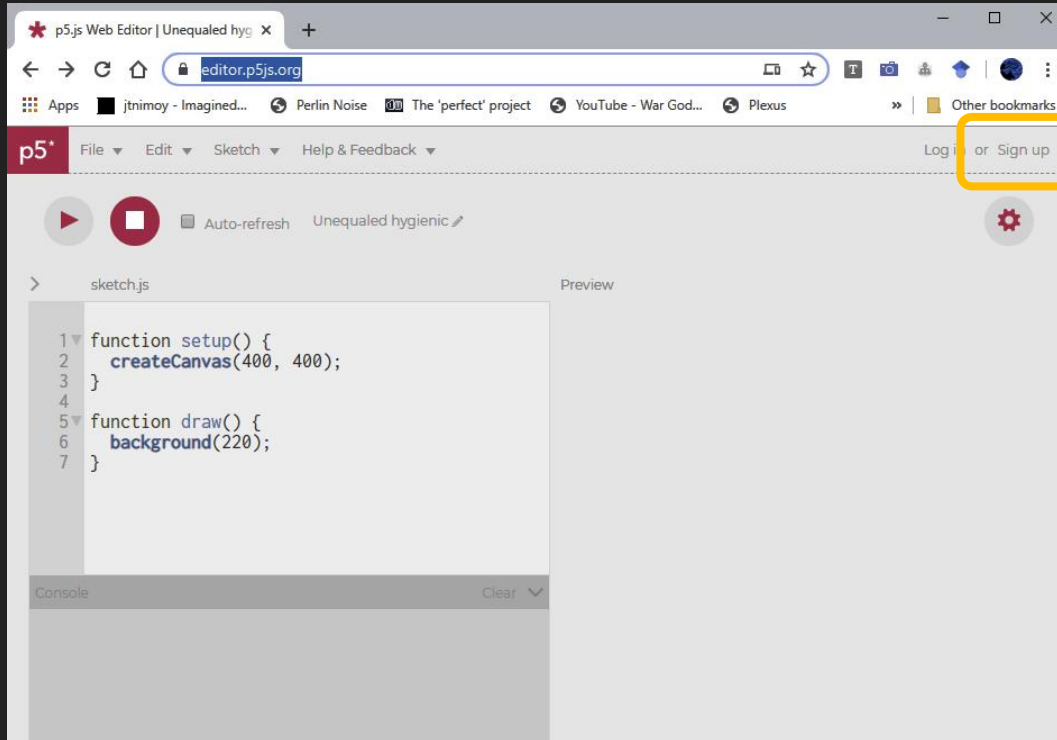 p5.js Web Editor | Unequaled hyg
editor.p5js.org
T
Apps jtnimoy - Imagined... Perlin Noise The 'perfect' project YouTube - War God... Plexus » Other bookmarks
p5* File Edit Sketch Help & Feedback Log in or Sign up
Auto-refresh Unequaled hygienic
sketch.js Preview
1 function setup() {
2 createCanvas(400, 400);
3 }
4
5 function draw() {
6 background(220);
7 }
Console Clear